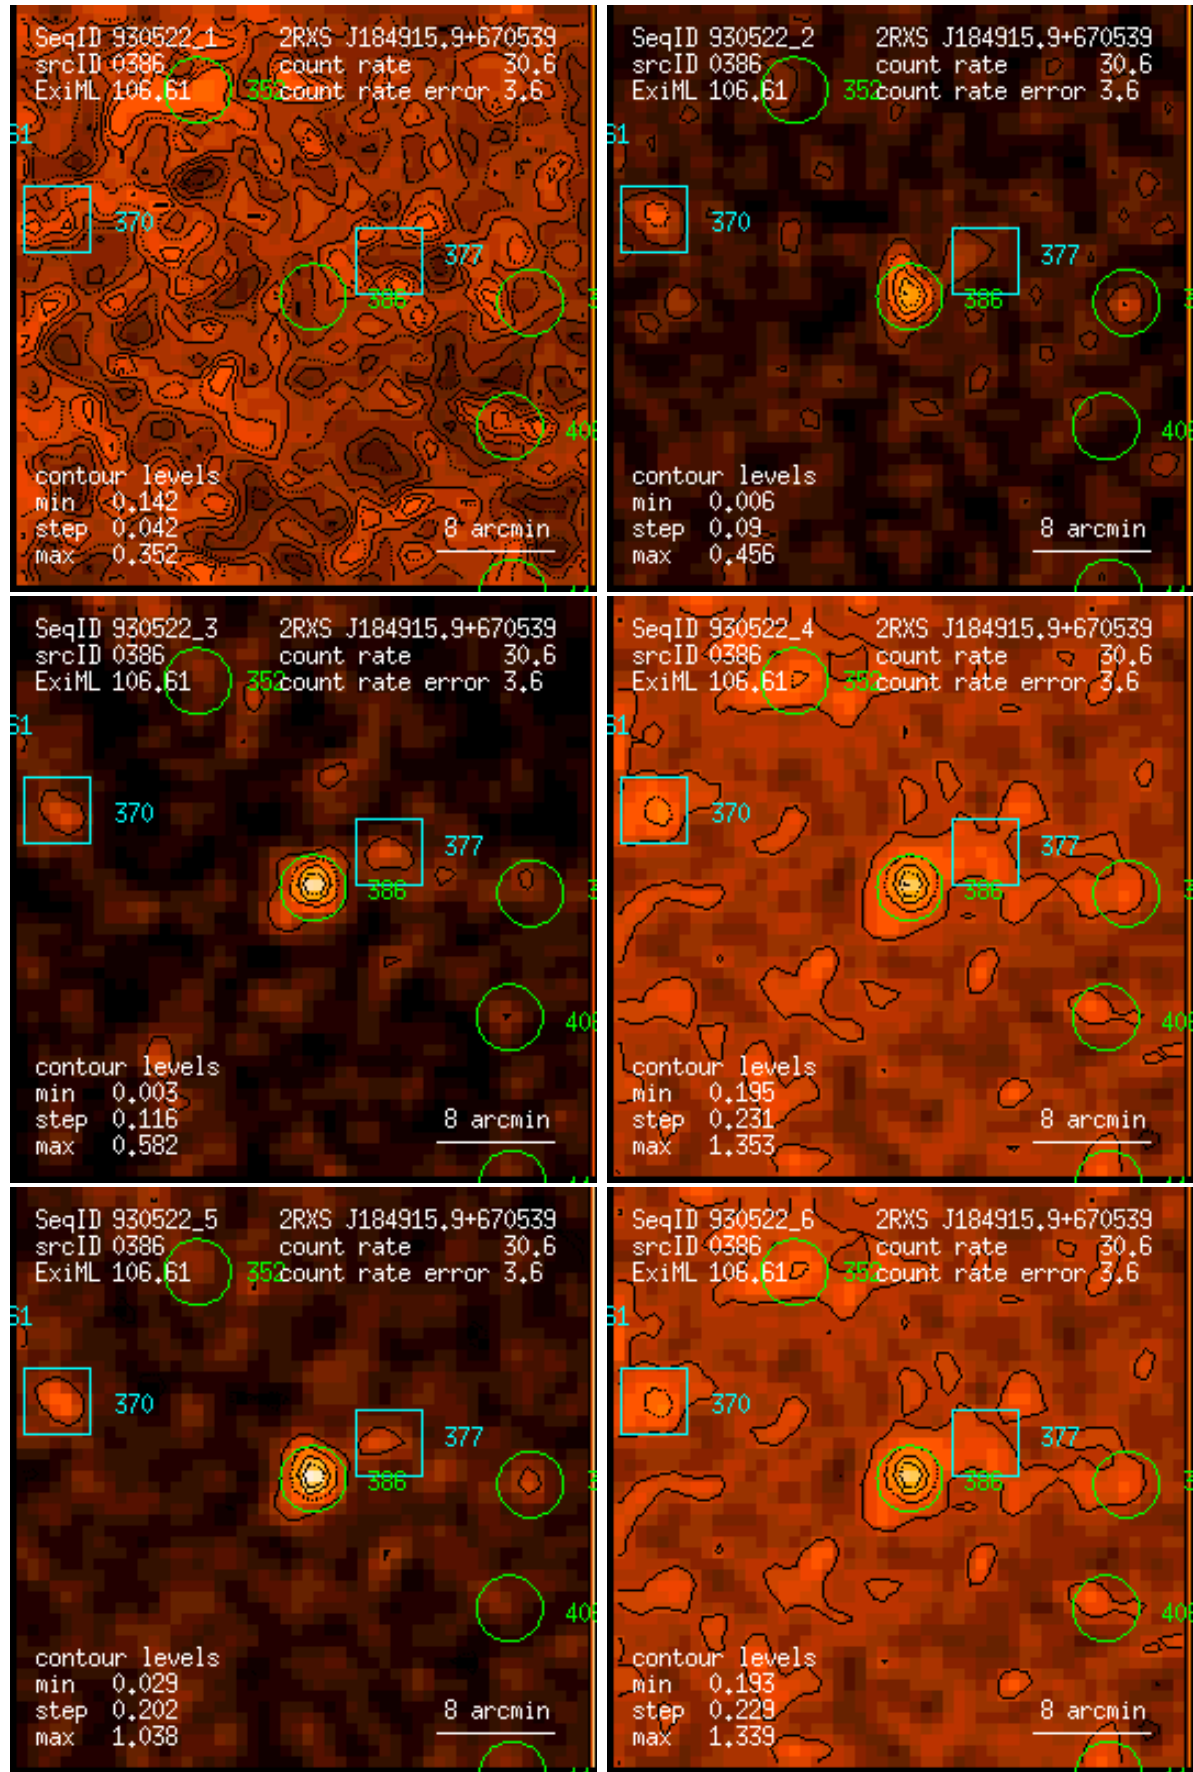 SeqID 930522_1 2RXS J184915.9+670539
srcID 0386 count rate 30.6
ExiML 106.61 352 count rate error 3.6
61
370
377
386
406
contour levels
min 0.142
step 0.042
max 0.352
8 arcmin
SeqID 930522_2 2RXS J184915.9+670539
srcID 0386 count rate 30.6
ExiML 106.61 352 count rate error 3.6
61
370
377
386
406
contour levels
min 0.006
step 0.09
max 0.456
8 arcmin
SeqID 930522_3 2RXS J184915.9+670539
srcID 0386 count rate 30.6
ExiML 106.61 352 count rate error 3.6
61
370
377
386
406
contour levels
min 0.003
step 0.116
max 0.582
8 arcmin
SeqID 930522_4 2RXS J184915.9+670539
srcID 0386 count rate 30.6
ExiML 106.61 352 count rate error 3.6
61
370
377
386
406
contour levels
min 0.195
step 0.231
max 1.353
8 arcmin
SeqID 930522_5 2RXS J184915.9+670539
srcID 0386 count rate 30.6
ExiML 106.61 352 count rate error 3.6
61
370
377
386
406
contour levels
min 0.029
step 0.202
max 1.038
8 arcmin
SeqID 930522_6 2RXS J184915.9+670539
srcID 0386 count rate 30.6
ExiML 106.61 352 count rate error 3.6
61
370
377
386
406
contour levels
min 0.193
step 0.229
max 1.339
8 arcmin